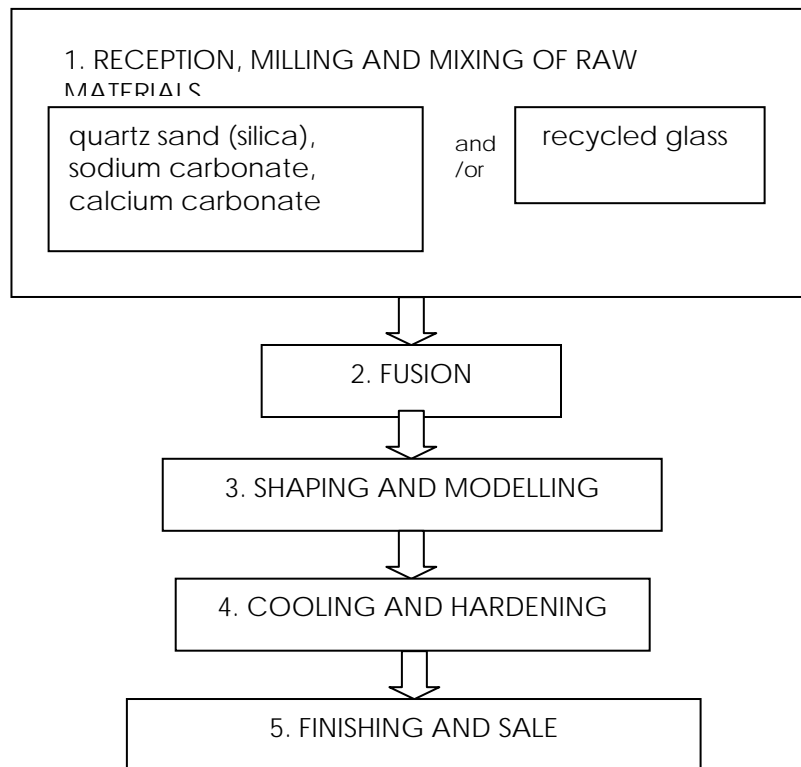 1. RECEPTION, MILLING AND MIXING OF RAW
MATERIALS
quartz sand (silica),
sodium carbonate,
calcium carbonate
and
/or
recycled glass
2. FUSION
3. SHAPING AND MODELLING
4. COOLING AND HARDENING
5. FINISHING AND SALE